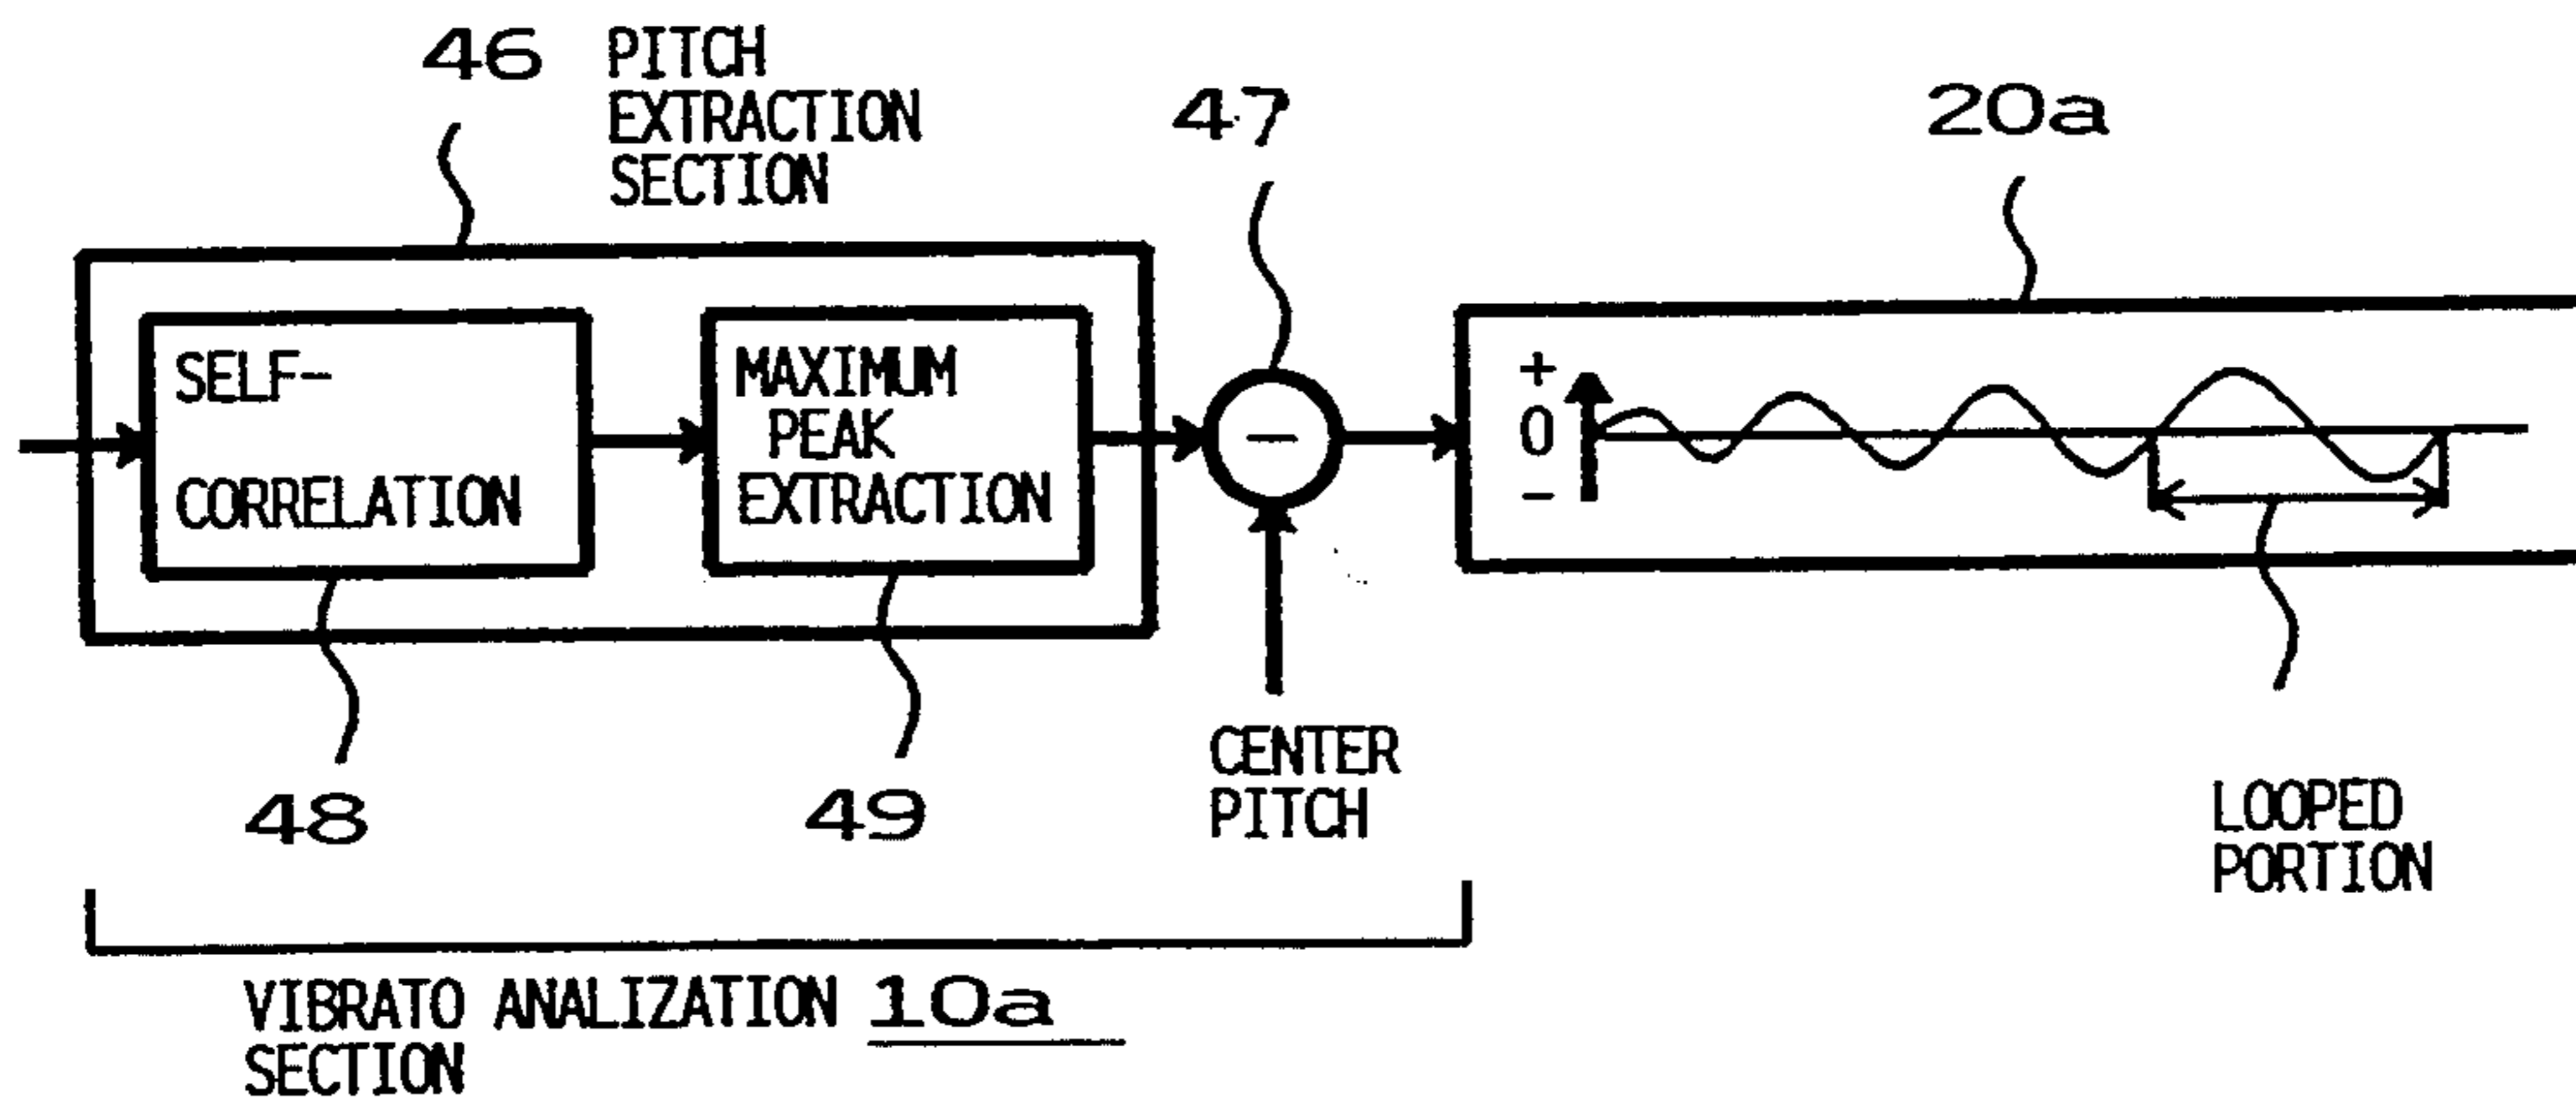 46
PITCH
EXTRACTION
SECTION
47
20a
SELF-
CORRELATION
MAXIMUM
PEAK
EXTRACTION
−
+
0
−
48
49
CENTER
PITCH
LOOPED
PORTION
VIBRATO ANALIZATION 10a
SECTION